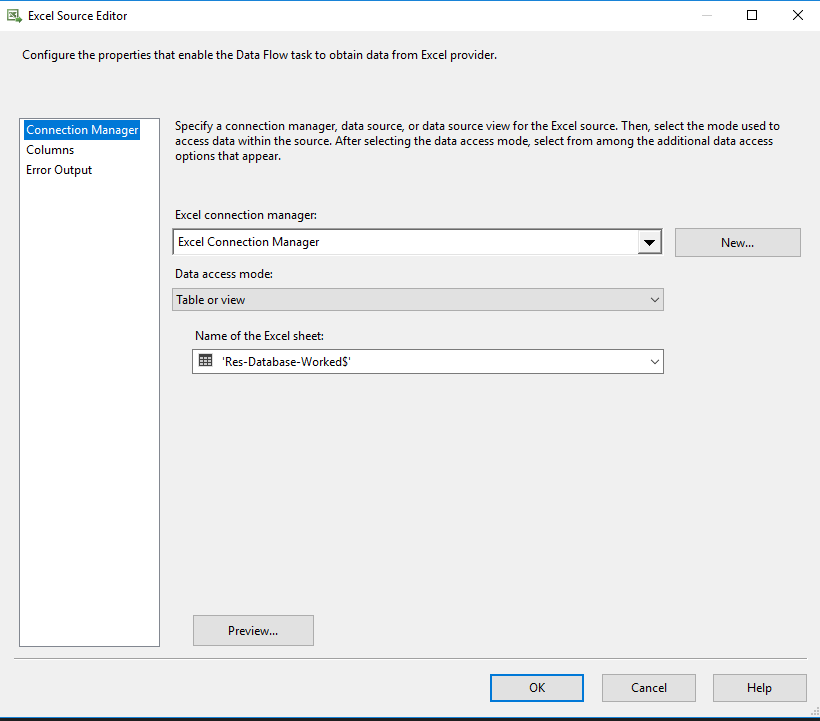 Excel Source Editor
Configure the properties that enable the Data Flow task to obtain data from Excel provider.
Connection Manager
Columns
Error Output
Specify a connection manager, data source, or data source view for the Excel source. Then, select the mode used to
access data within the source. After selecting the data access mode, select from among the additional data access
options that appear.
Excel connection manager:
Excel Connection Manager
New...
Data access mode:
Table or view
Name of the Excel sheet:
'Res-Database-Worked$'
Preview...
OK
Cancel
Help